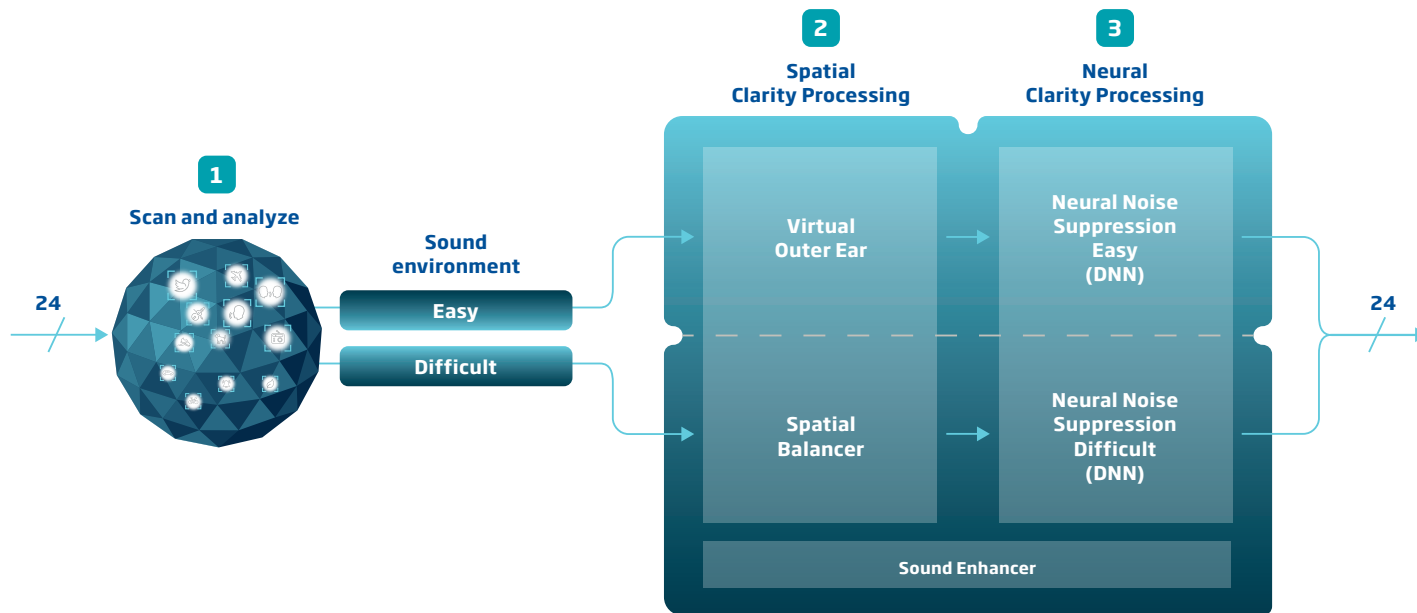 1
Scan and analyze
24
Sound
environment
Easy
Difficult
2
Spatial
Clarity Processing
3
Neural
Clarity Processing
Virtual
Outer Ear
Neural Noise
Suppression
Easy
(DNN)
Spatial
Balancer
Neural Noise
Suppression
Difficult
(DNN)
Sound Enhancer
24